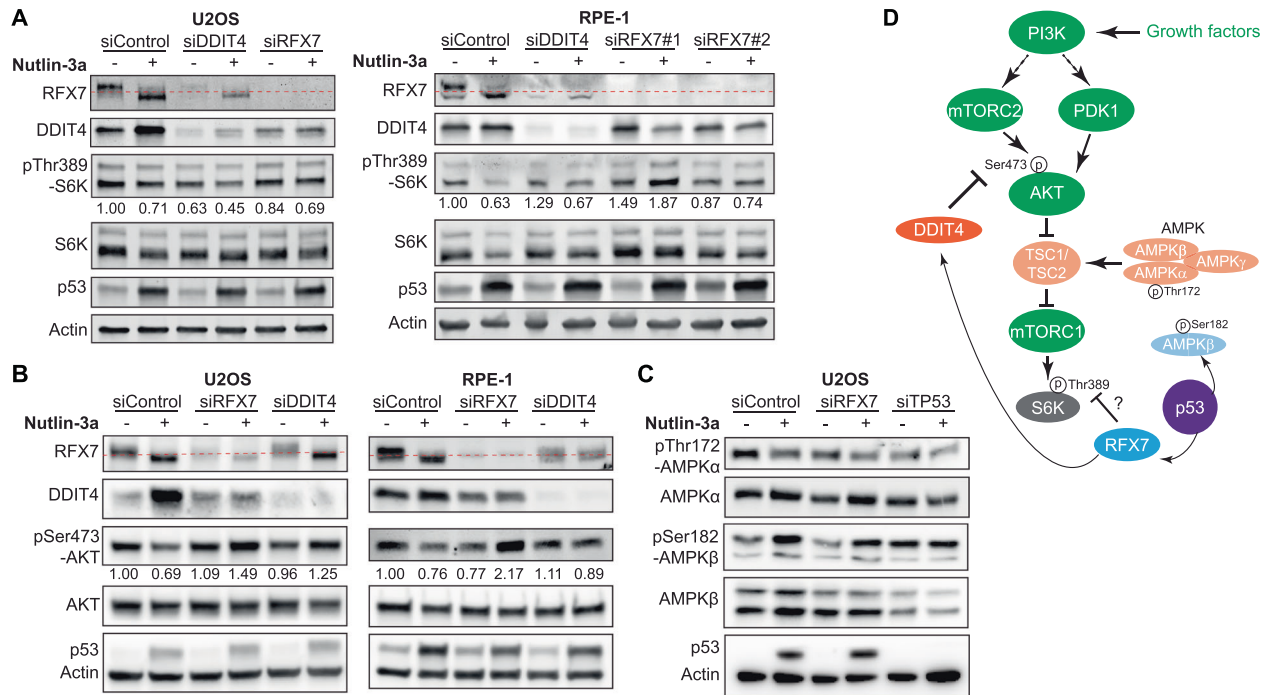 A
U2OS
siControl siDDIT4 siRFX7
Nutlin-3a - + - + - +
RFX7
DDIT4
pThr389
-S6K
1.00 0.71 0.63 0.45 0.84 0.69
S6K
p53
Actin
RPE-1
siControl siDDIT4 siRFX7#1 siRFX7#2
Nutlin-3a - + - + - + - +
RFX7
DDIT4
pThr389
-S6K
1.00 0.63 1.29 0.67 1.49 1.87 0.87 0.74
S6K
p53
Actin
B
U2OS
siControl siRFX7 siDDIT4
Nutlin-3a - + - + - +
RFX7
DDIT4
pSer473
-AKT
1.00 0.69 1.09 1.49 0.96 1.25
AKT
p53
Actin
RPE-1
siControl siRFX7 siDDIT4
- + - + - +
1.00 0.76 0.77 2.17 1.11 0.89
C
U2OS
siControl siRFX7 siTP53
Nutlin-3a - + - + - +
pThr172
-AMPKα
AMPKα
pSer182
-AMPKβ
AMPKβ
p53
Actin
D
PI3K
Growth factors
mTORC2
PDK1
Ser473 p
AKT
DDIT4
TSC1/
TSC2
AMPK
AMPKβ
AMPKγ
AMPKα
p Thr172
mTORC1
p Ser182
AMPKβ
p Thr389
S6K
?
p53
RFX7